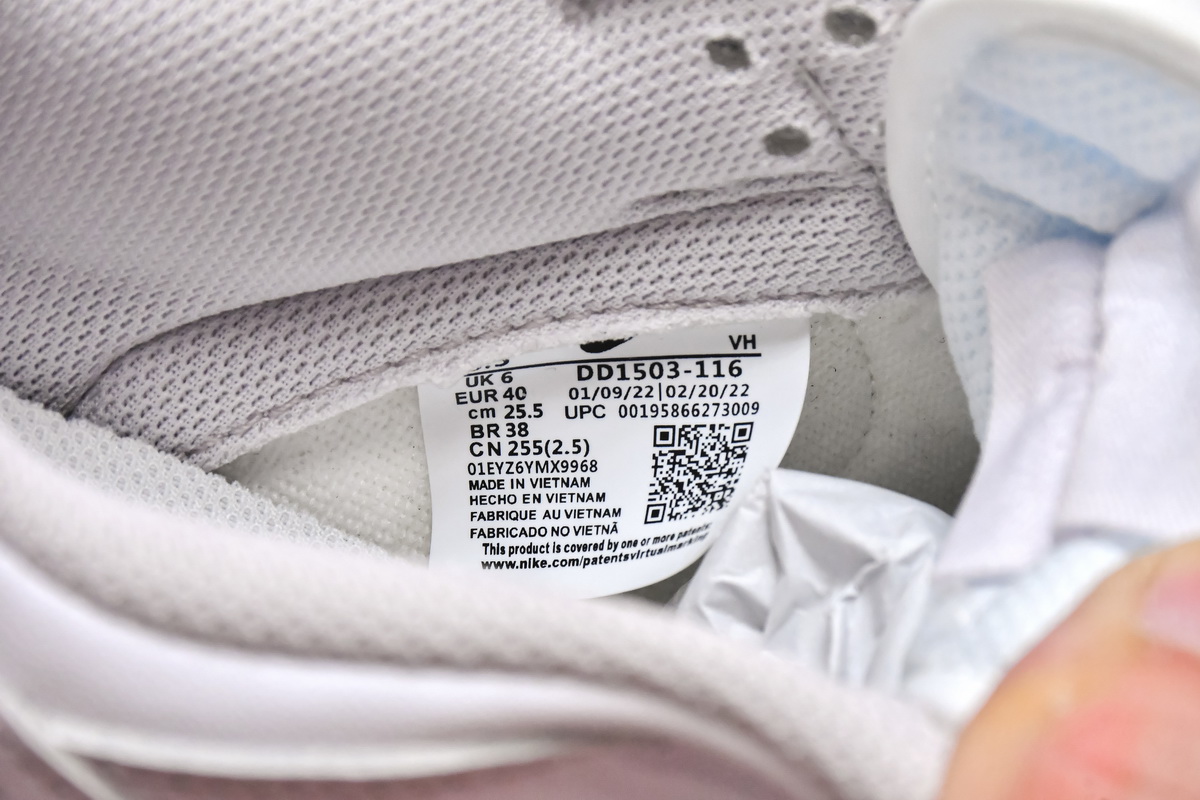 VH
UK 6
DD1503-116
EUR 40
01/09/22|02/20/22
cm 25.5
UPC 00195866273009
BR 38
CN 255(2.5)
01EYZ6YMX9968
MADE IN VIETNAM
HECHO EN VIETNAM
FABRIQUE AU VIETNAM
FABRICADO NO VIETNÃ
This product is covered by one or more patents
www.nike.com/patentsvirtualmarking